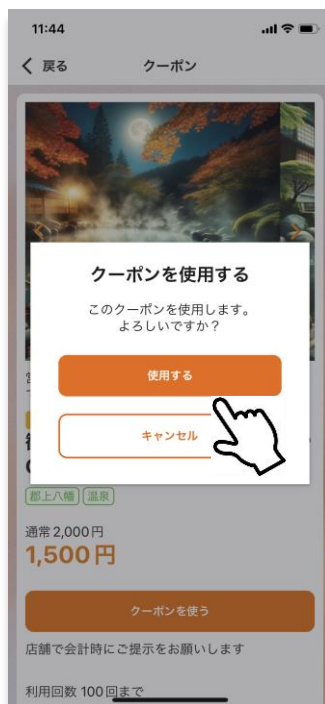 11:44
戻る
クーポン
クーポンを使用する
このクーポンを使用します。
よろしいですか？
使用する
キャンセル
郡上八幡 温泉
通常2,000円
1,500円
クーポンを使う
店舗で会計時にご提示をお願いします
利用回数 100回まで